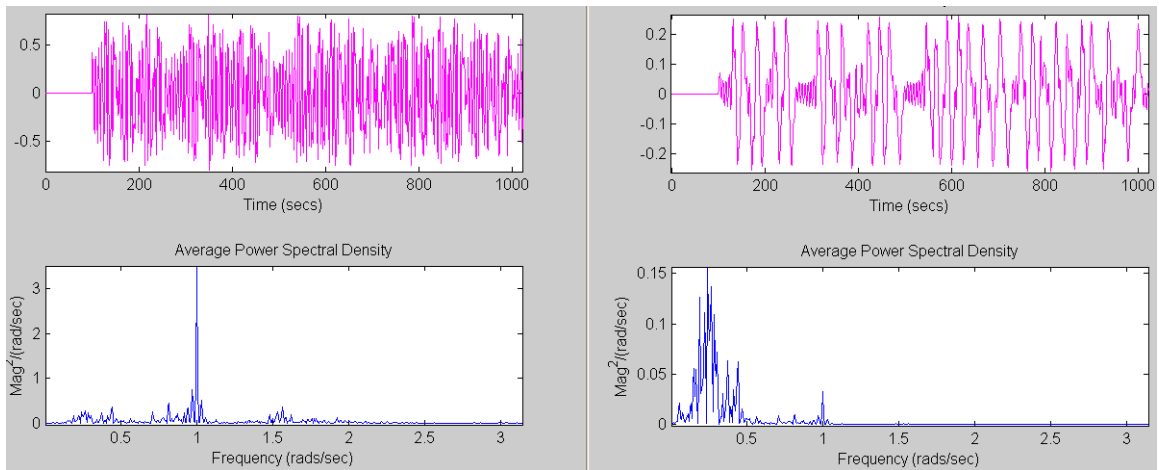 0.5
0
-0.5
0 200 400 600 800 1000
Time (secs)
Average Power Spectral Density
3
2
1
0
Mag²/(rad/sec)
0.5 1 1.5 2 2.5 3
Frequency (rads/sec)
0.2
0.1
0
-0.1
-0.2
0 200 400 600 800 1000
Time (secs)
Average Power Spectral Density
0.15
0.1
0.05
0
Mag²/(rad/sec)
0.5 1 1.5 2 2.5 3
Frequency (rads/sec)